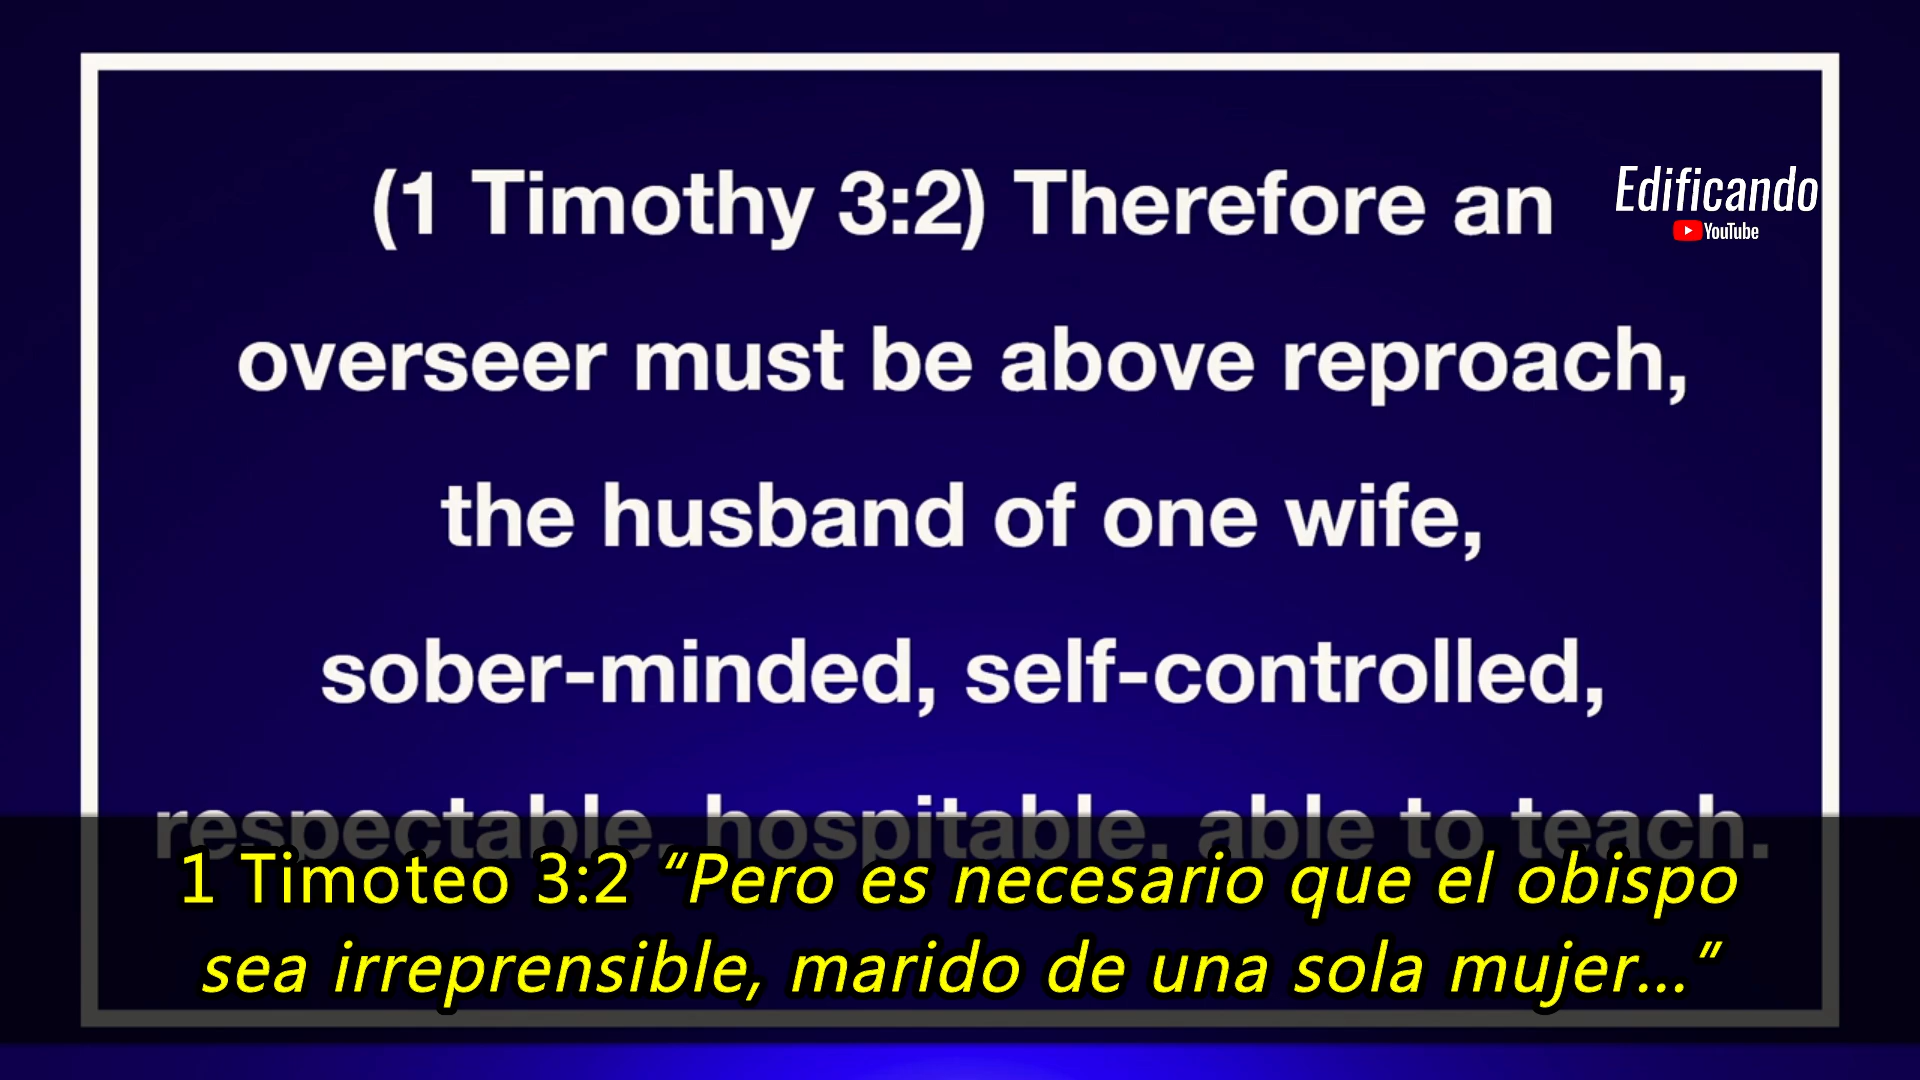 (1 Timothy 3:2) Therefore an
Edificando
YouTube
overseer must be above reproach,
the husband of one wife,
sober-minded, self-controlled,
respectable, hospitable, able to teach.
1 Timoteo 3:2 “Pero es necesario que el obispo
sea irreprensible, marido de una sola mujer...”